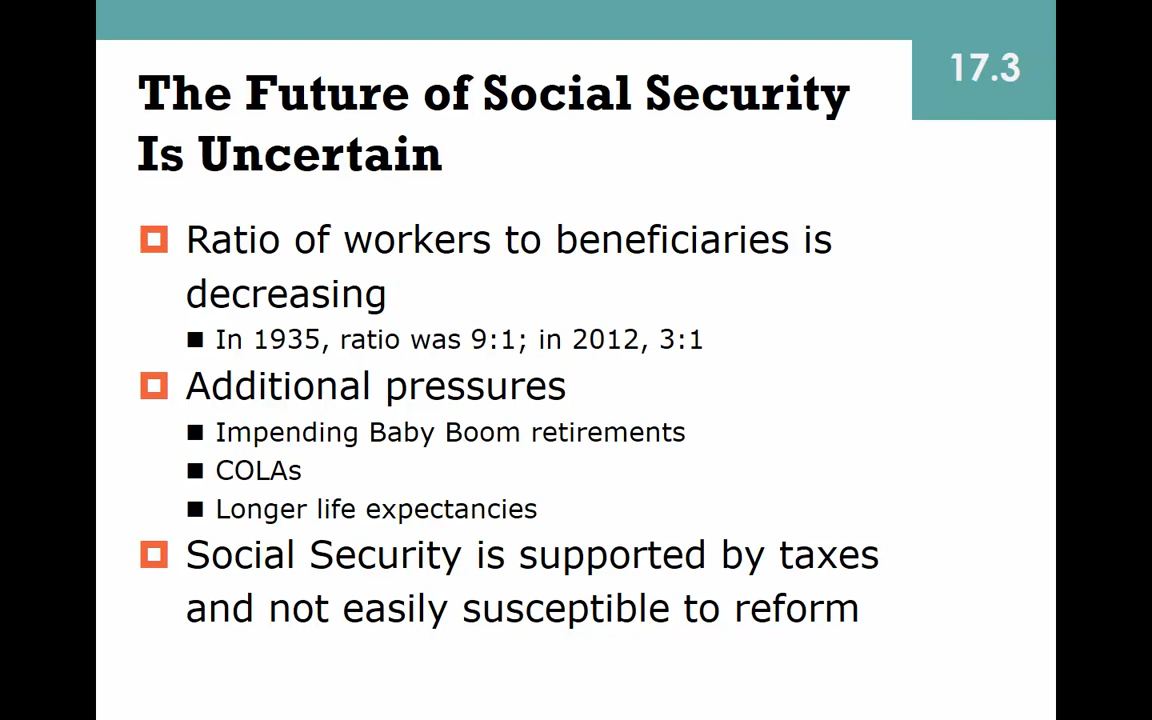 17.3
The Future of Social Security
Is Uncertain
Ratio of workers to beneficiaries is
decreasing
In 1935, ratio was 9:1; in 2012, 3:1
Additional pressures
Impending Baby Boom retirements
COLAs
Longer life expectancies
Social Security is supported by taxes
and not easily susceptible to reform